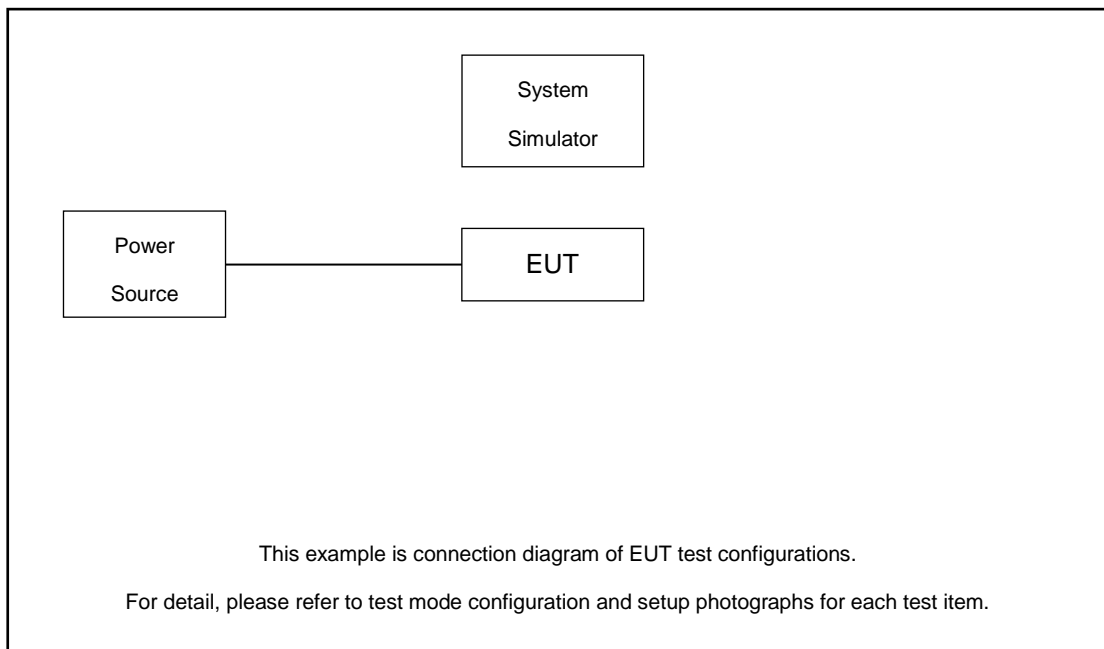 System
Simulator
Power
Source
EUT
This example is connection diagram of EUT test configurations.
For detail, please refer to test mode configuration and setup photographs for each test item.